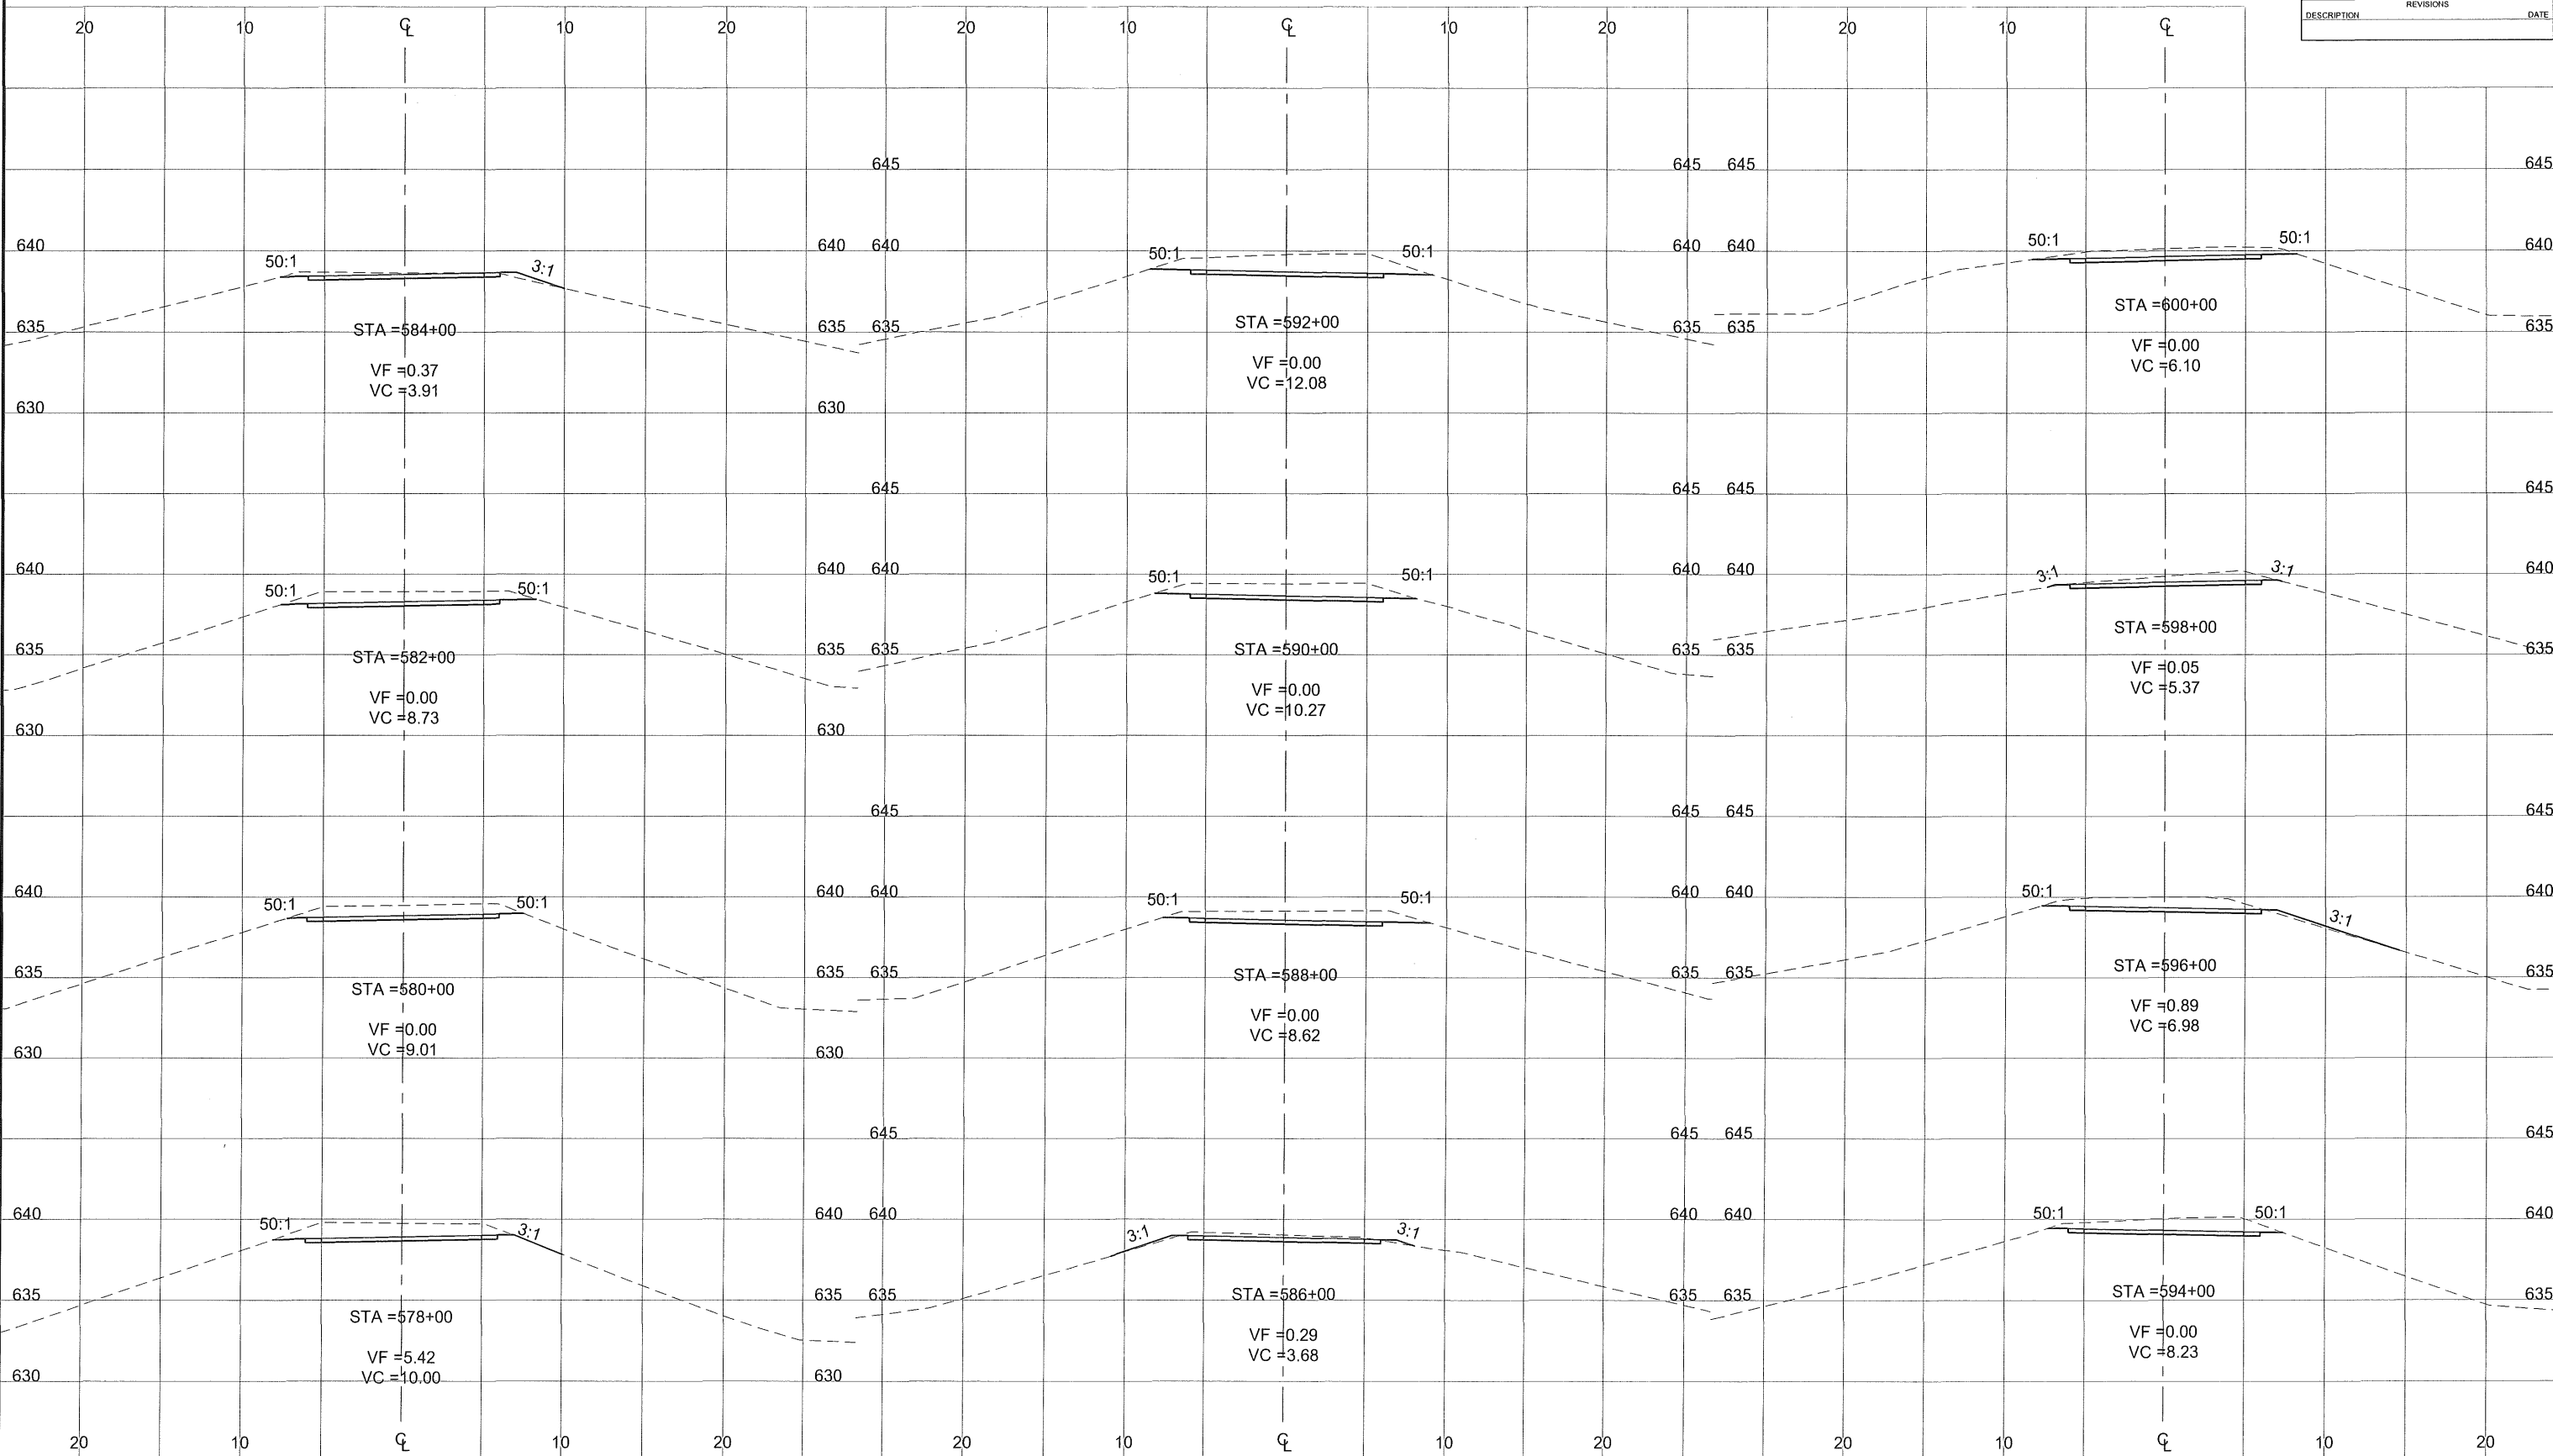 REVISIONS
DESCRIPTION DATE
20 10 ℄ 10 20 20 10 ℄ 10 20 20 10 ℄
645 645 645 645
640 640 640 640 640 640
50:1 3:1 50:1 50:1 50:1 50:1
635 635 635 635 635 635
STA =584+00 STA =592+00 STA =600+00
VF =0.37 VF =0.00 VF =0.00
VC =3.91 VC =12.08 VC =6.10
630 630
645 645 645 645
640 640 640 640 640 640
50:1 50:1 50:1 50:1 3:1 3:1
635 635 635 635 635 635
STA =582+00 STA =590+00 STA =598+00
VF =0.00 VF =0.00 VF =0.05
VC =8.73 VC =10.27 VC =5.37
630 630
645 645 645 645
640 640 640 640 640 640
50:1 50:1 50:1 50:1 50:1 3:1
635 635 635 635 635 635
STA =580+00 STA =588+00 STA =596+00
VF =0.00 VF =0.00 VF =0.89
VC =9.01 VC =8.62 VC =6.98
630 630
645 645 645 645
640 640 640 640 640 640
50:1 3:1 3:1 3:1 50:1 50:1
635 635 635 635 635 635
STA =578+00 STA =586+00 STA =594+00
VF =5.42 VF =0.29 VF =0.00
VC =10.00 VC =3.68 VC =8.23
630 630
20 10 ℄ 10 20 20 10 ℄ 10 20 20 10 ℄ 10 20